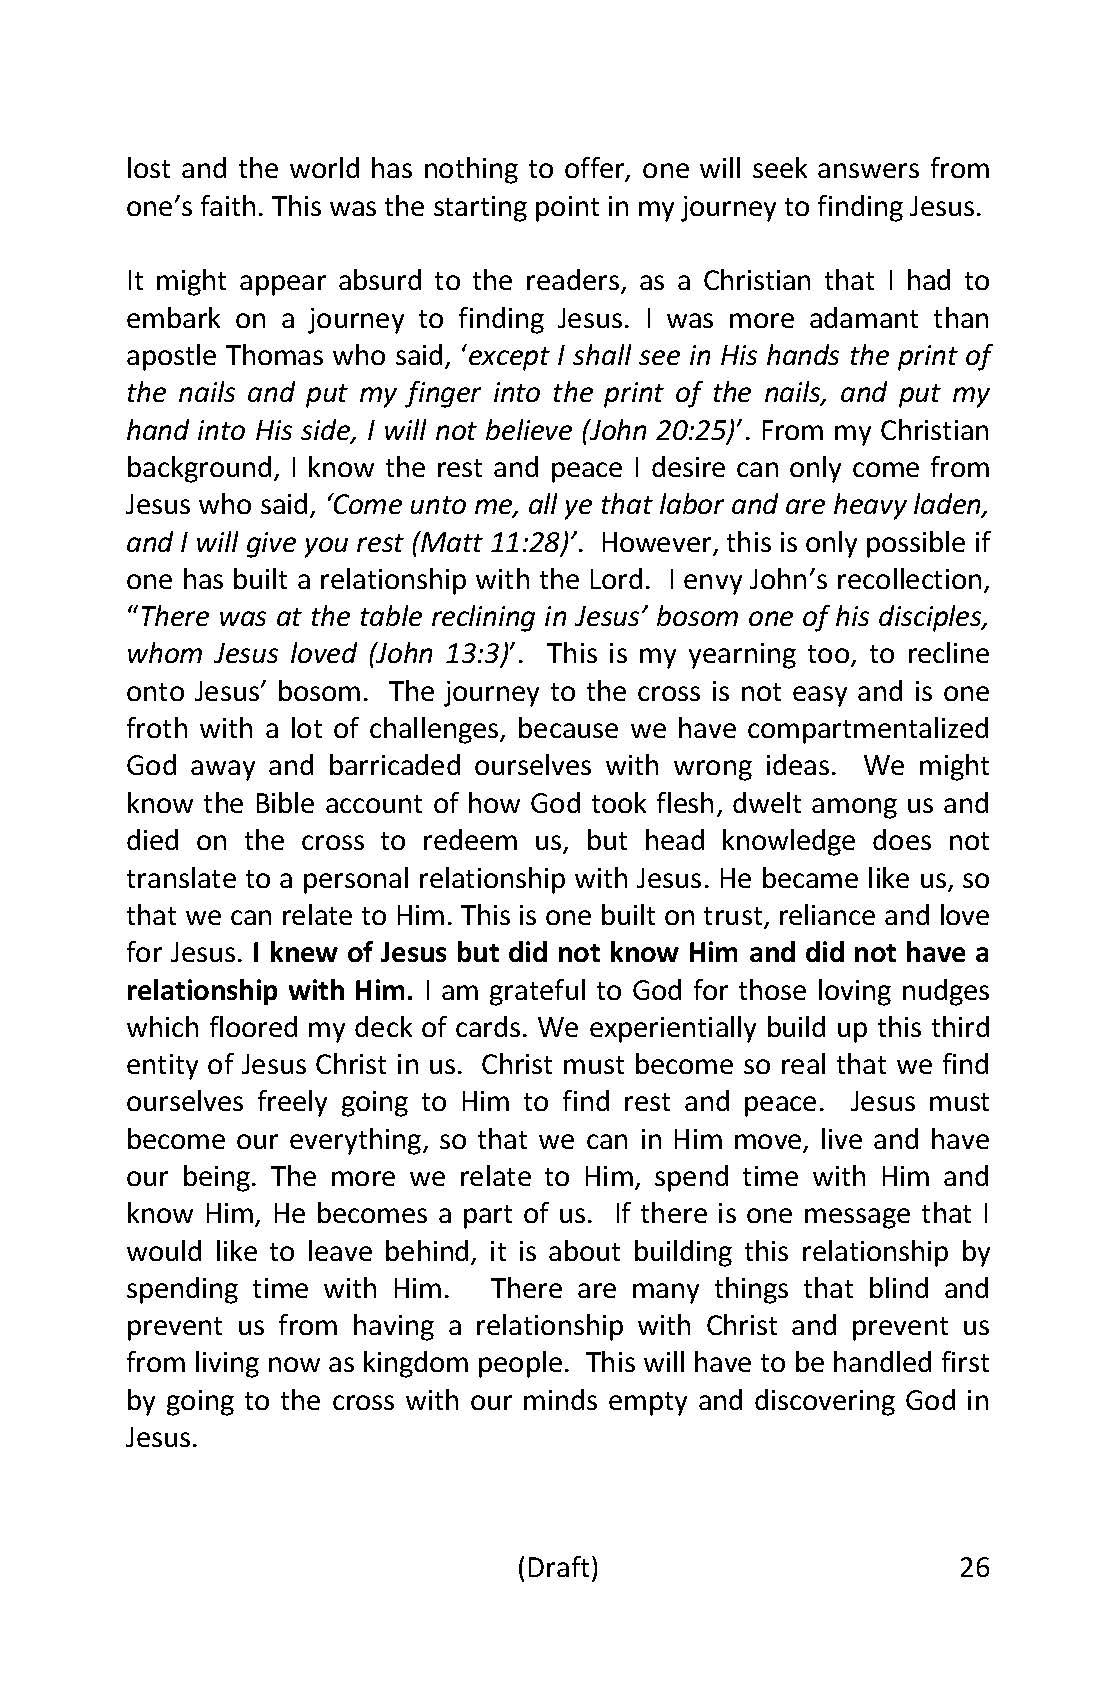 lost and the world has nothing to offer, one will seek answers from
one’s faith. This was the starting point in my journey to finding Jesus.
It might appear absurd to the readers, as a Christian that I had to
embark on a journey to finding Jesus. I was more adamant than
apostle Thomas who said, ‘except I shall see in His hands the print of
the nails and put my finger into the print of the nails, and put my
hand into His side, I will not believe (John 20:25)’. From my Christian
background, I know the rest and peace I desire can only come from
Jesus who said, ‘Come unto me, all ye that labor and are heavy laden,
and I will give you rest (Matt 11:28)’.  However, this is only possible if
one has built a relationship with the Lord.  I envy John’s recollection,
“There was at the table reclining in Jesus’ bosom one of his disciples,
whom Jesus loved (John 13:3)’.  This is my yearning too, to recline
onto Jesus’ bosom.  The journey to the cross is not easy and is one
froth with a lot of challenges, because we have compartmentalized
God away and barricaded ourselves with wrong ideas.  We might
know the Bible account of how God took flesh, dwelt among us and
died on the cross to redeem us, but head knowledge does not
translate to a personal relationship with Jesus. He became like us, so
that we can relate to Him. This is one built on trust, reliance and love
for Jesus. I knew of Jesus but did not know Him and did not have a
relationship with Him. I am grateful to God for those loving nudges
which floored my deck of cards. We experientially build up this third
entity of Jesus Christ in us.  Christ must become so real that we find
ourselves freely going to Him to find rest and peace.  Jesus must
become our everything, so that we can in Him move, live and have
our being. The more we relate to Him, spend time with Him and
know Him, He becomes a part of us.  If there is one message that I
would like to leave behind, it is about building this relationship by
spending time with Him.   There are many things that blind and
prevent us from having a relationship with Christ and prevent us
from living now as kingdom people.  This will have to be handled first
by going to the cross with our minds empty and discovering God in
Jesus.
(Draft) 26